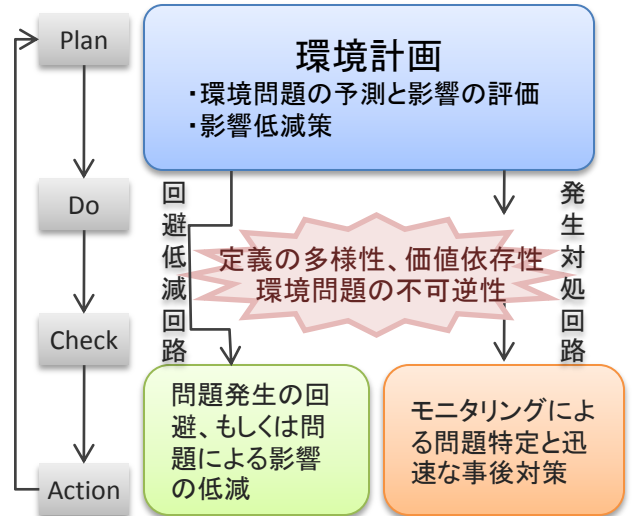 Plan
Do
Check
Action
環境計画
・環境問題の予測と影響の評価
・影響低減策
回避低減回路
発生対処回路
定義の多様性、価値依存性
環境問題の不可逆性
問題発生の回
避、もしくは問
題による影響
の低減
モニタリングによ
る問題特定と迅
速な事後対策